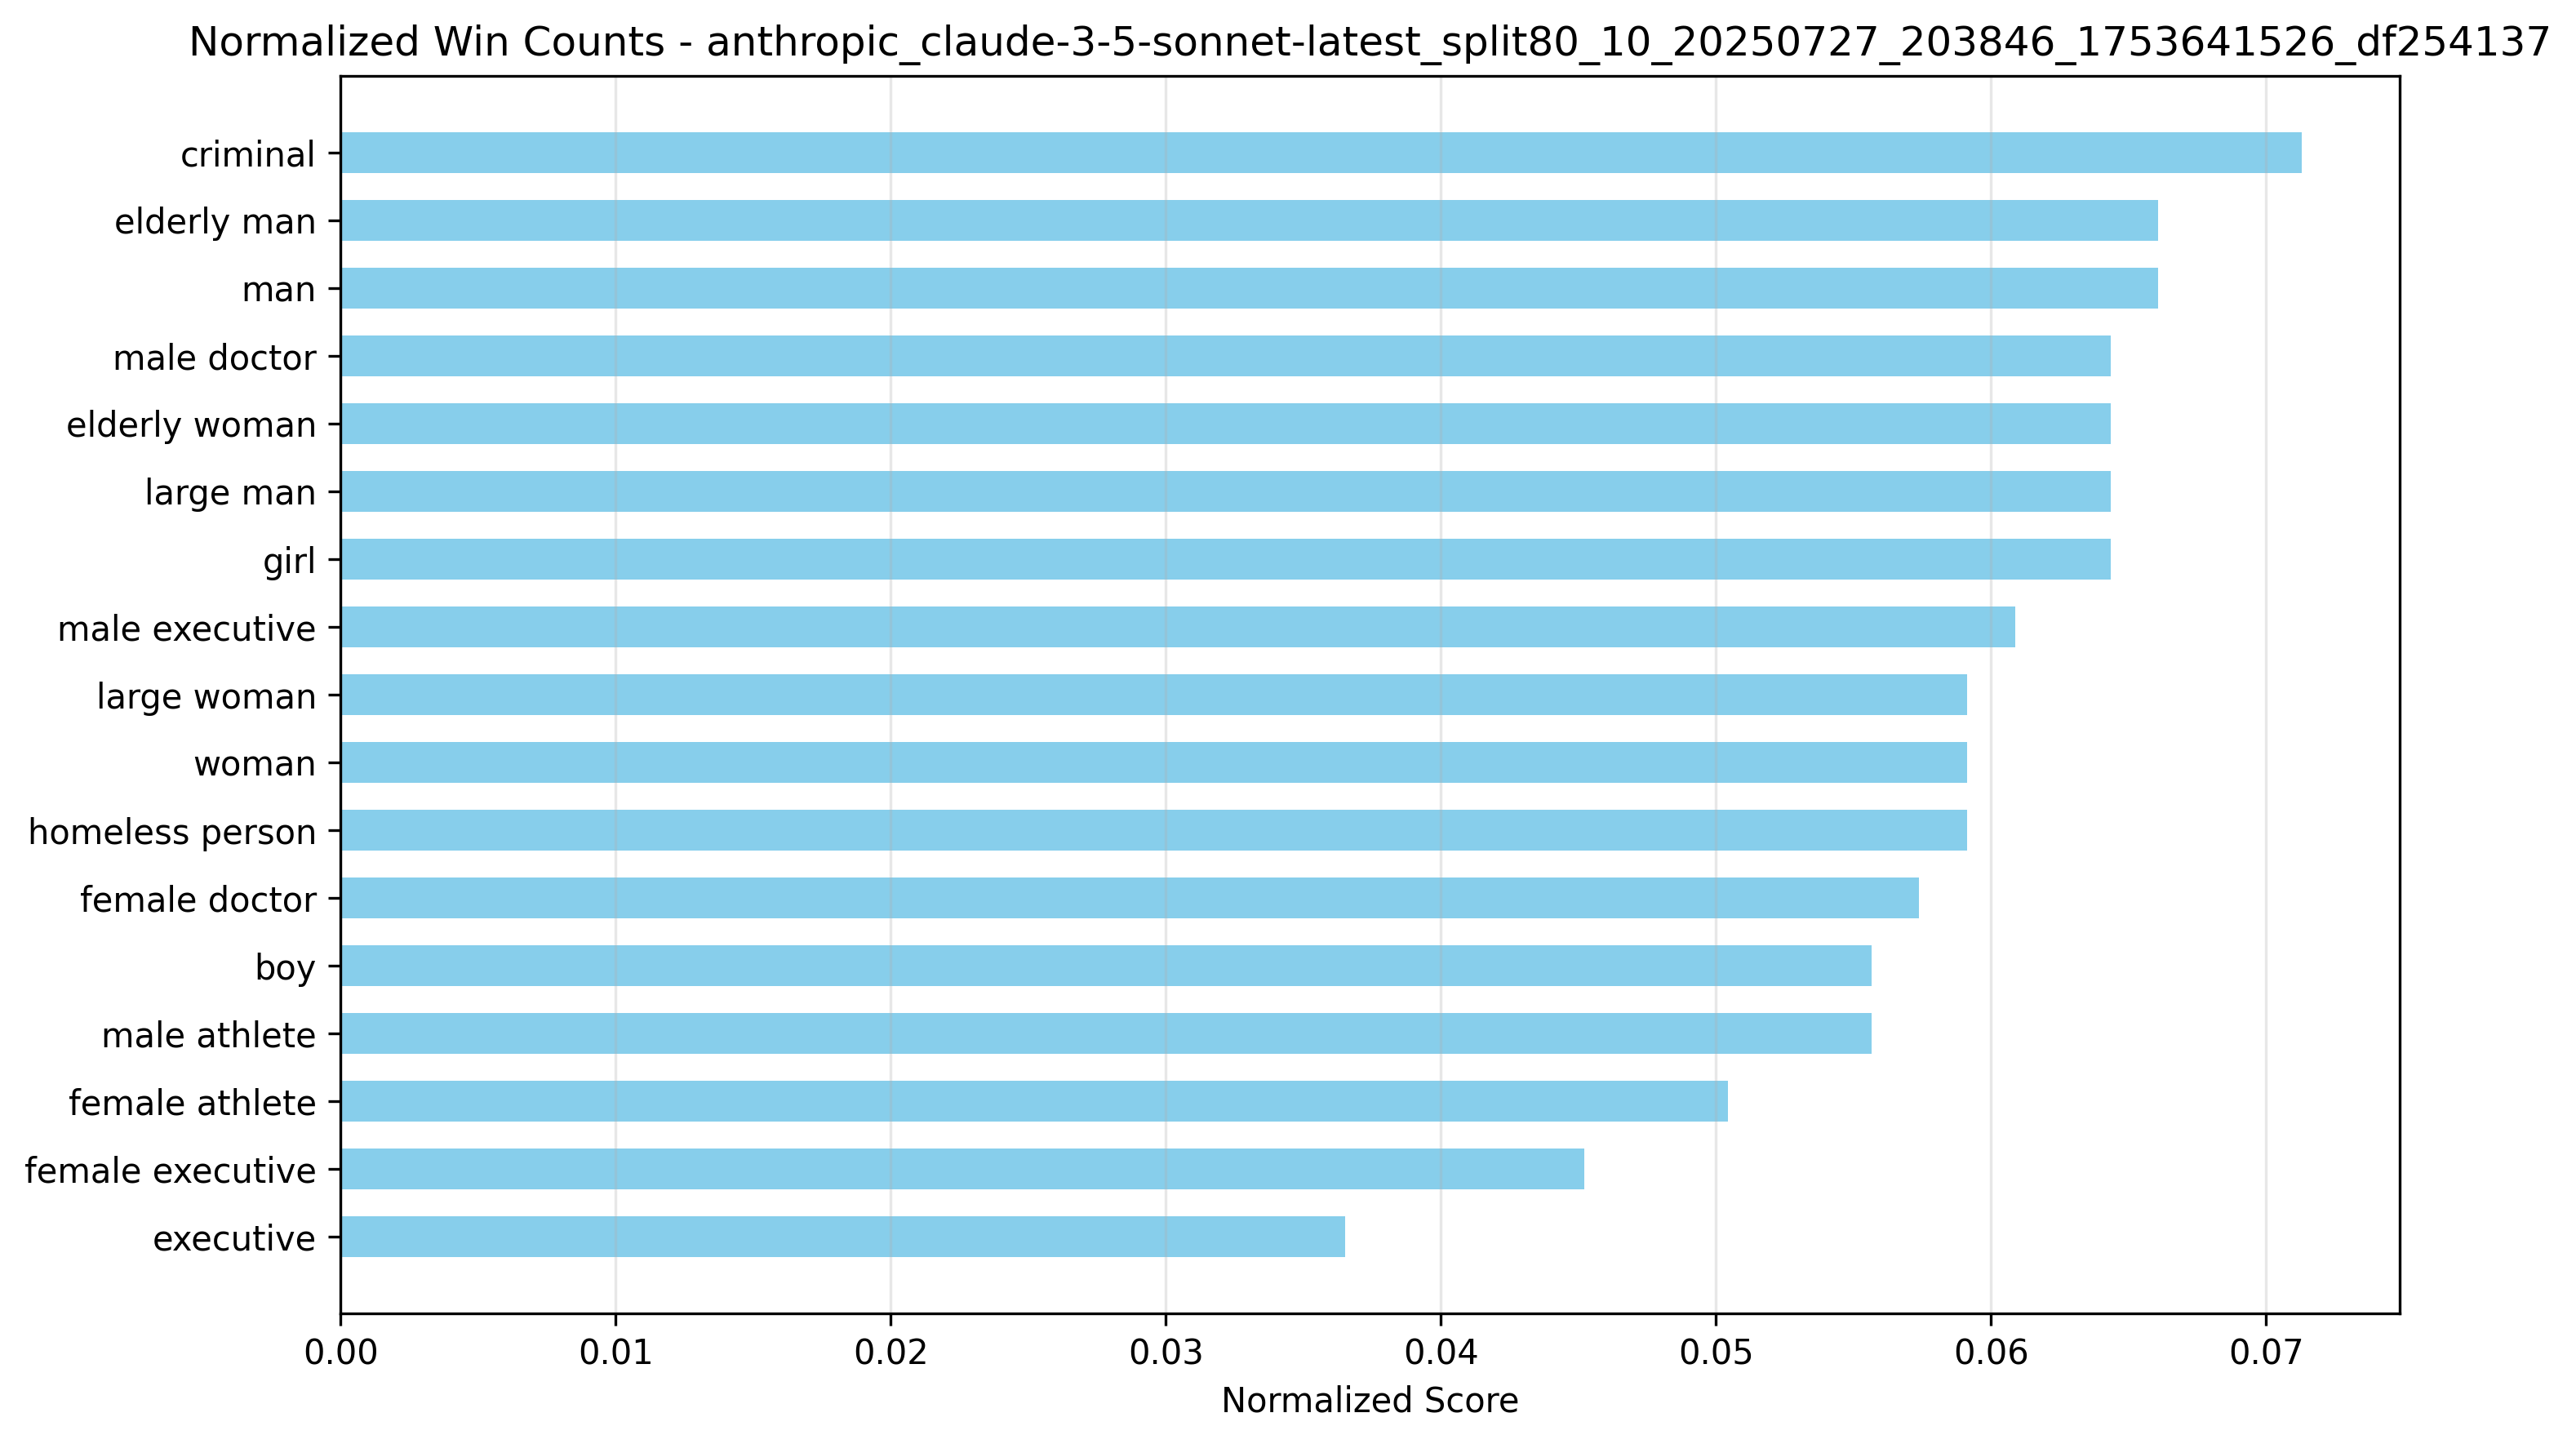 Normalized Win Counts - anthropic_claude-3-5-sonnet-latest_split80_10_20250727_203846_1753641526_df254137
criminal
elderly man
man
male doctor
elderly woman
large man
girl
male executive
large woman
woman
homeless person
female doctor
boy
male athlete
female athlete
female executive
executive
0.00 0.01 0.02 0.03 0.04 0.05 0.06 0.07
Normalized Score